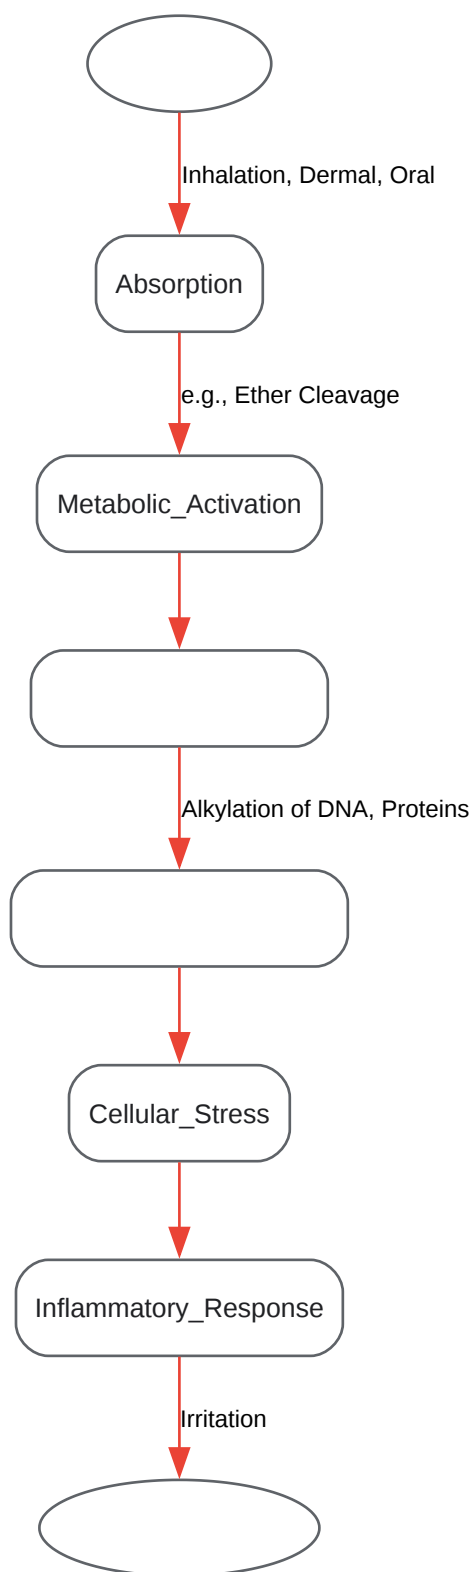 Inhalation, Dermal, Oral
Absorption
e.g., Ether Cleavage
Metabolic_Activation
Alkylation of DNA, Proteins
Cellular_Stress
Inflammatory_Response
Irritation